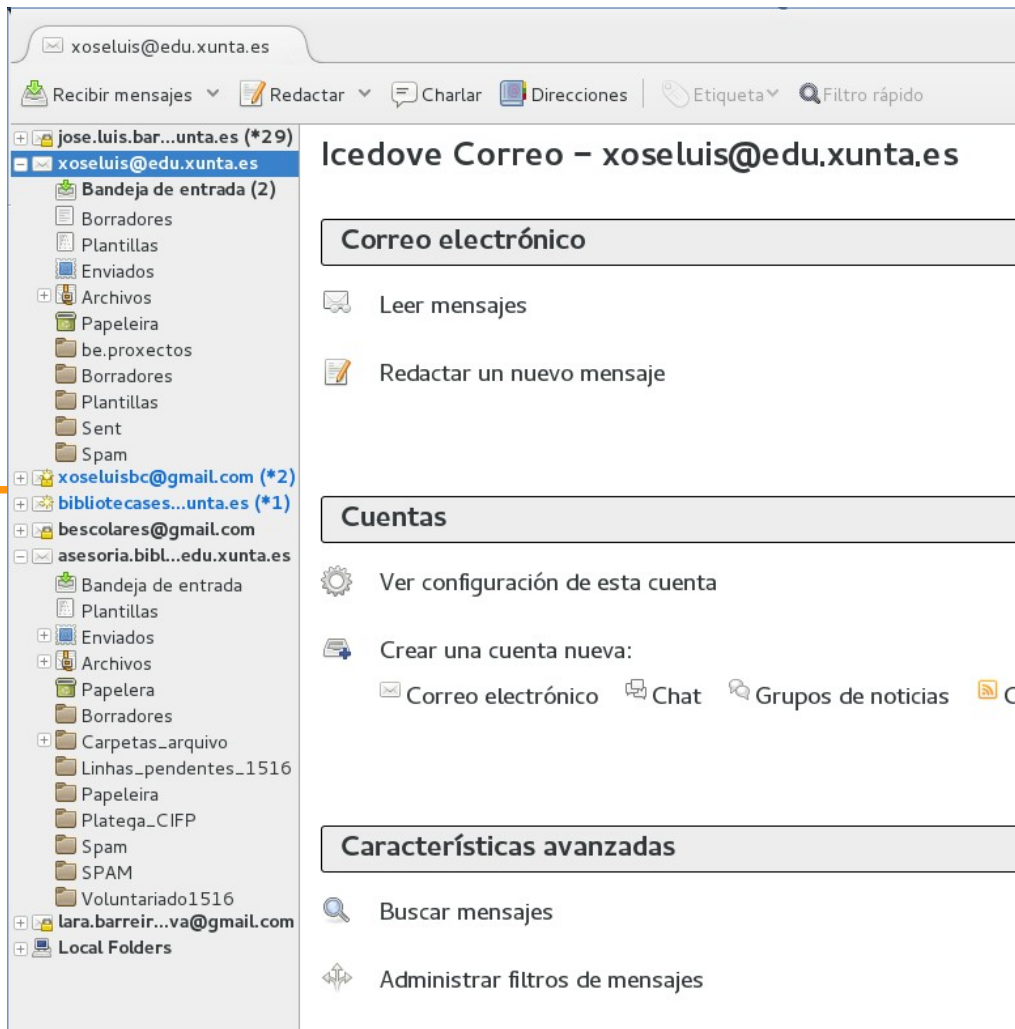 xoseluis@edu.xunta.es
Recibir mensajes Redactar Charlar Direcciones Etiqueta Filtro rápido
jose.luis.bar...unta.es (*29)
xoseluis@edu.xunta.es
Bandeja de entrada (2)
Borradores
Plantillas
Enviados
Archivos
Papeleira
be.proxectos
Borradores
Plantillas
Sent
Spam
xoseluisbc@gmail.com (*2)
bibliotecases...unta.es (*1)
bescolares@gmail.com
asesoria.bibl...edu.xunta.es
Bandeja de entrada
Plantillas
Enviados
Archivos
Papelera
Borradores
Carpetas_arquivo
Linhas_pendentes_1516
Papeleira
Platega_CIFP
Spam
SPAM
Voluntariado1516
lara.barreir...va@gmail.com
Local Folders
Icedove Correo – xoseluis@edu.xunta.es
Correo electrónico
Leer mensajes
Redactar un nuevo mensaje
Cuentas
Ver configuración de esta cuenta
Crear una cuenta nueva:
Correo electrónico Chat Grupos de noticias
Características avanzadas
Buscar mensajes
Administrar filtros de mensajes